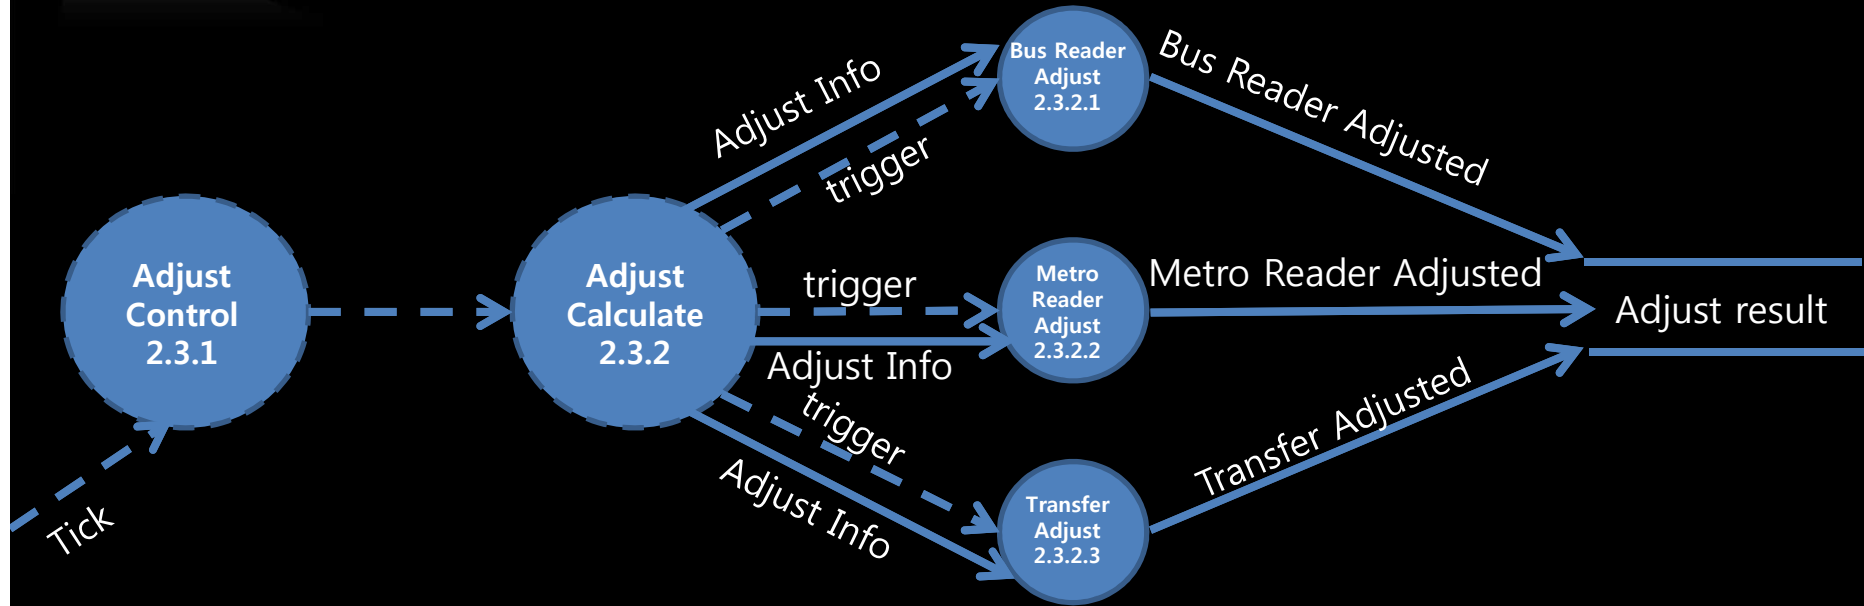 Bus Reader
Adjust
2.3.2.1
Bus Reader Adjusted
Adjust Info
trigger
Adjust
Control
2.3.1
Adjust
Calculate
2.3.2
trigger
Adjust Info
Metro
Reader
Adjust
2.3.2.2
Metro Reader Adjusted
Adjust result
Tick
trigger
Adjust Info
Transfer
Adjust
2.3.2.3
Transfer Adjusted